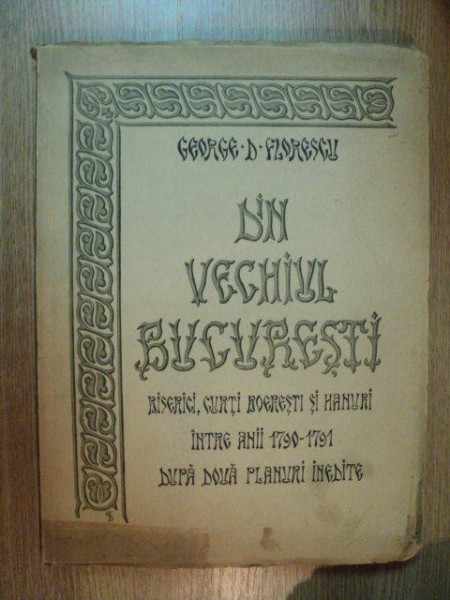 GEORGE · D · FLORESCU
DIN
VECHIUL
BUCUREȘTI
BISERICI, CURȚI BOEREȘTI ȘI HANURI
ÎNTRE ANII 1790-1791
DUPĂ DOUĂ PLANURI INEDITE